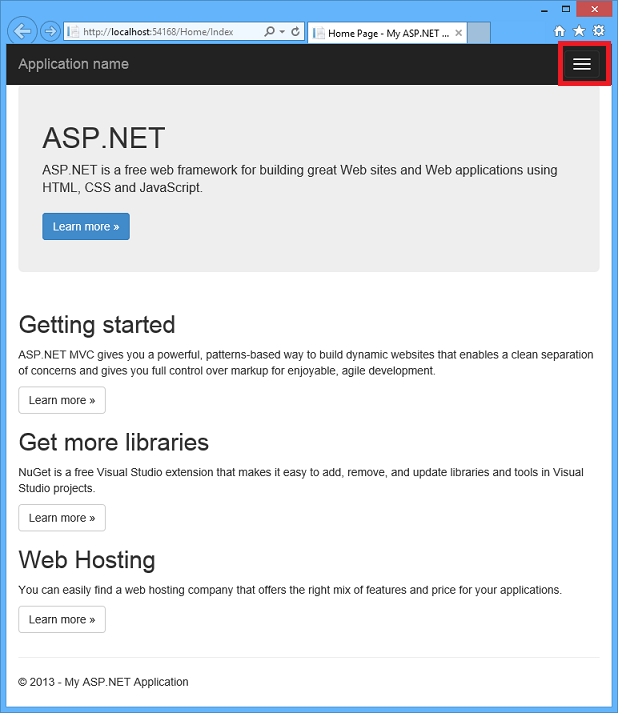 http://localhost:54168/Home/Index
Home Page - My ASP.NET ...
Application name
ASP.NET
ASP.NET is a free web framework for building great Web sites and Web applications using
HTML, CSS and JavaScript.
Learn more »
Getting started
ASP.NET MVC gives you a powerful, patterns-based way to build dynamic websites that enables a clean separation
of concerns and gives you full control over markup for enjoyable, agile development.
Learn more »
Get more libraries
NuGet is a free Visual Studio extension that makes it easy to add, remove, and update libraries and tools in Visual
Studio projects.
Learn more »
Web Hosting
You can easily find a web hosting company that offers the right mix of features and price for your applications.
Learn more »
© 2013 - My ASP.NET Application